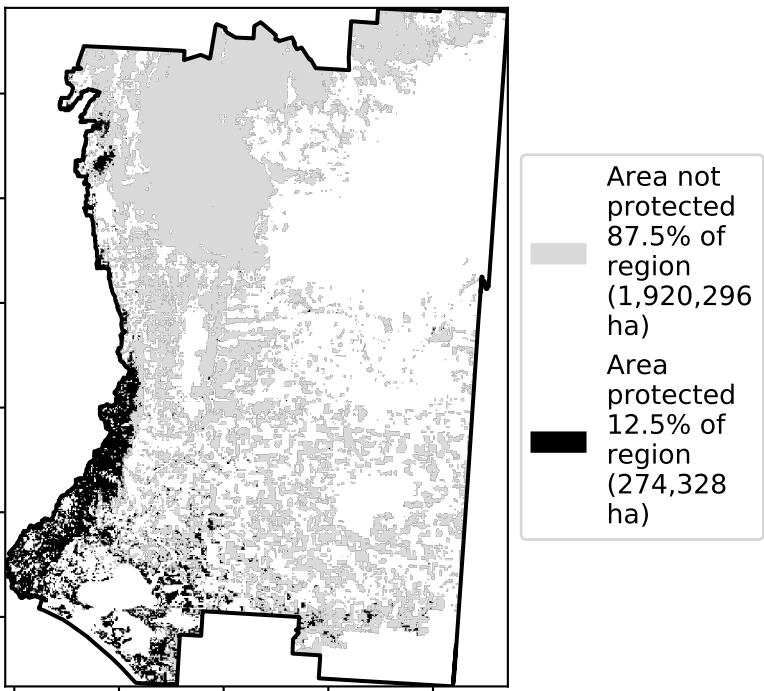 Area not
protected
87.5% of
region
(1,920,296
ha)
Area
protected
12.5% of
region
(274,328
ha)